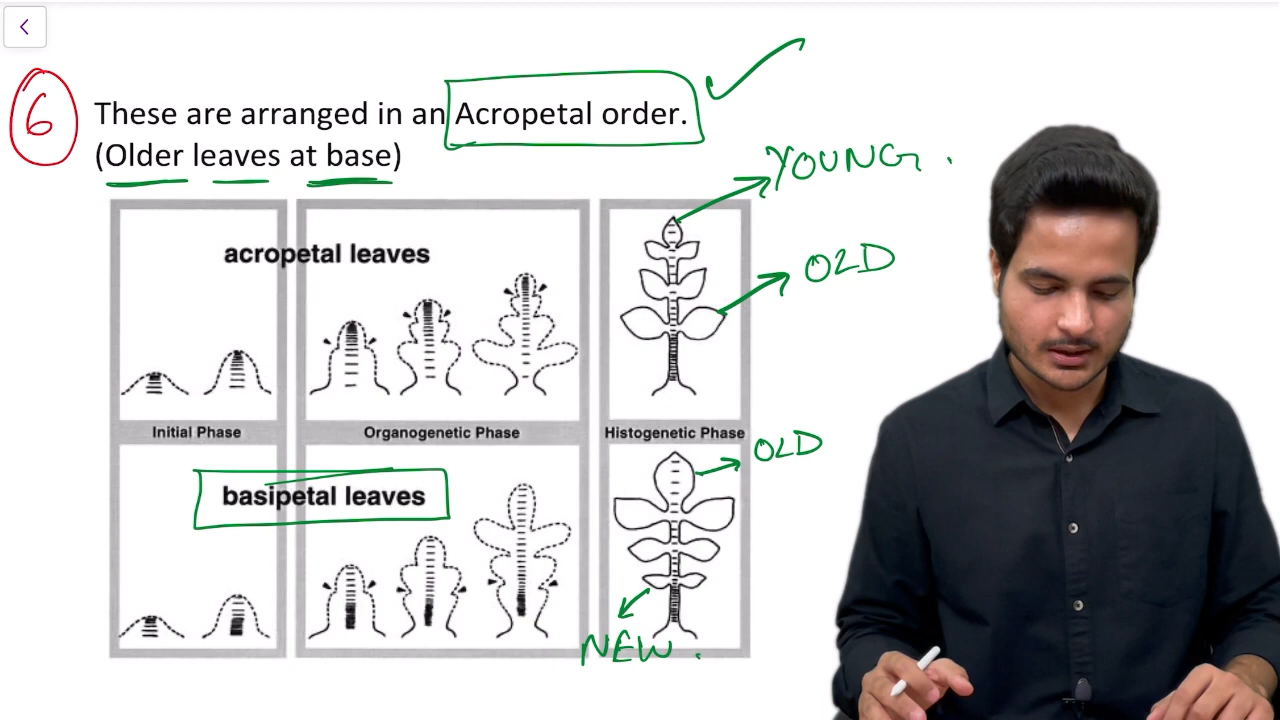 6
These are arranged in an Acropetal order.
(Older leaves at base)
YOUNG.
acropetal leaves
OLD
Initial Phase
Organogenetic Phase
Histogenetic Phase
OLD
basipetal leaves
NEW.